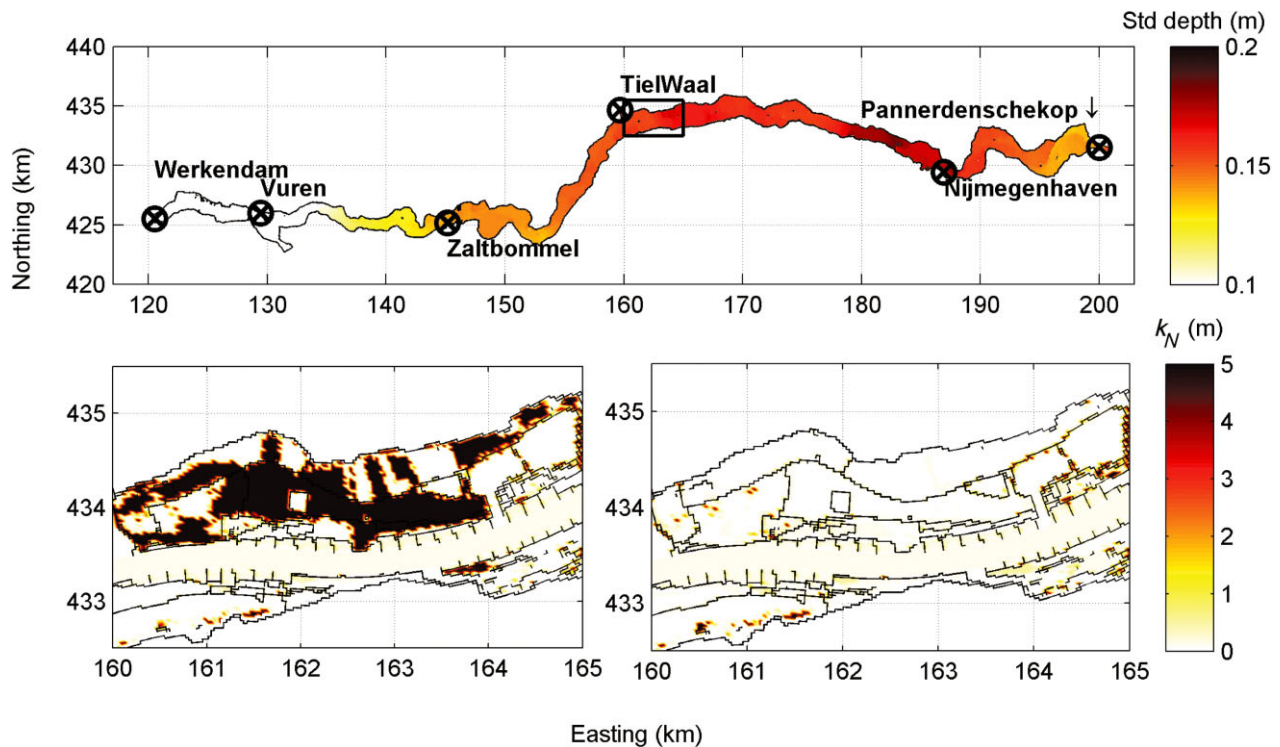 Std depth (m)
440
435
430
425
420
Northing (km)
Werkendam
Vuren
Zaltbommel
TielWaal
Pannerdenschekop ↓
Nijmegenhaven
120 130 140 150 160 170 180 190 200
0.2
0.15
0.1
k_N (m)
435
434
433
160 161 162 163 164 165
435
434
433
160 161 162 163 164 165
5
4
3
2
1
0
Easting (km)